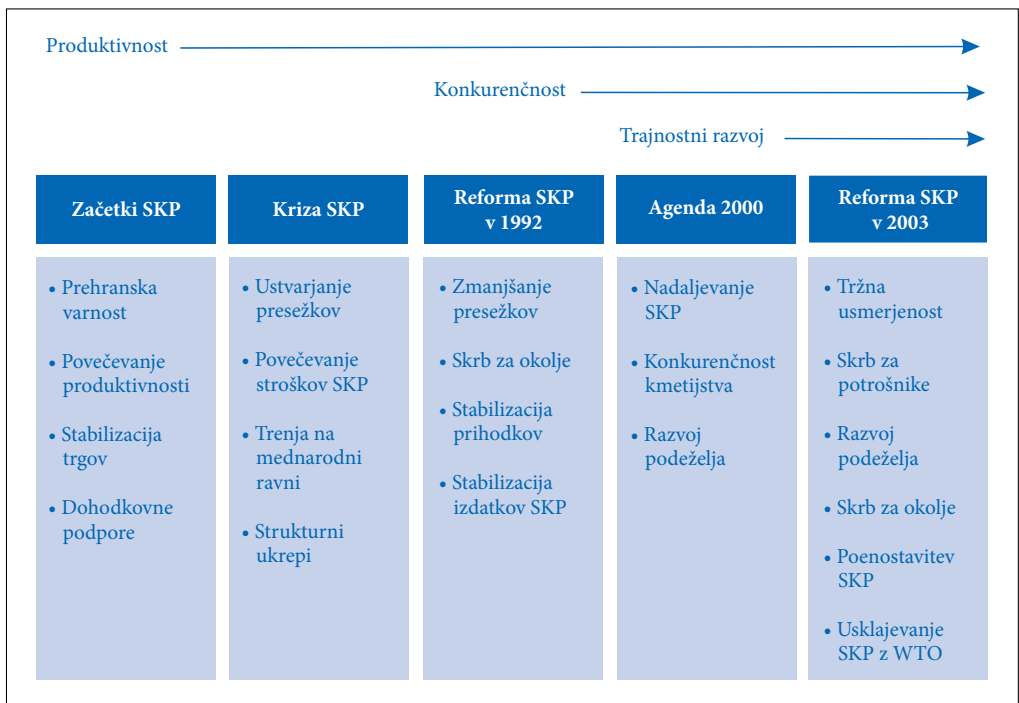 Produktivnost
Konkurenčnost
Trajnostni razvoj
Začetki SKP
• Prehranska
varnost
• Povečevanje
produktivnosti
• Stabilizacija
trgov
• Dohodkovne
podpore
Kriza SKP
• Ustvarjanje
presežkov
• Povečevanje
stroškov SKP
• Trenja na
mednarodni
ravni
• Strukturni
ukrepi
Reforma SKP
v 1992
• Zmanjšanje
presežkov
• Skrb za okolje
• Stabilizacija
prihodkov
• Stabilizacija
izdatkov SKP
Agenda 2000
• Nadaljevanje
SKP
• Konkurenčnost
kmetijstva
• Razvoj
podeželja
Reforma SKP
v 2003
• Tržna
usmerjenost
• Skrb za
potrošnike
• Razvoj
podeželja
• Skrb za okolje
• Poenostavitev
SKP
• Usklajevanje
SKP z WTO